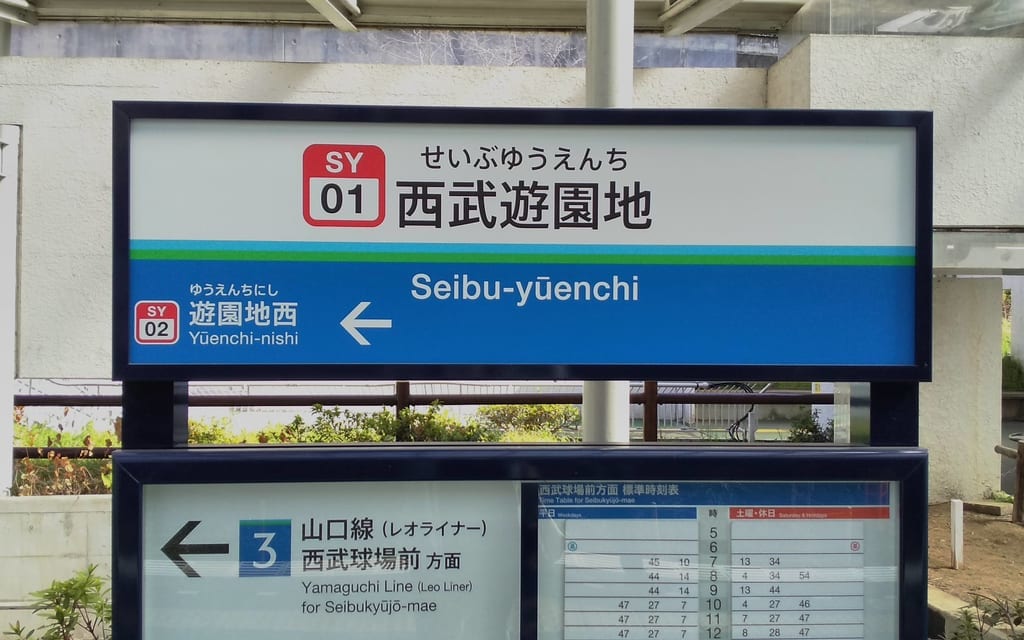 SY
01
せいぶゆうえんち
西武遊園地
Seibu-yūenchi
SY
02
ゆうえんちにし
遊園地西
Yūenchi-nishi
3
山口線（レオライナー）
西武球場前 方面
Yamaguchi Line (Leo Liner)
for Seibukyūjō-mae
西武球場前方面 標準時刻表
Time Table for Seibukyūjō-mae
平日 Weekdays 時 土曜・休日 Saturday & Holidays
5
6
45 10 7 13 34
44 14 8 4 34 54
44 14 9 13 44
47 27 7 10 4 27 46
47 27 7 11 7 27 47
47 27 7 12 8 28 47